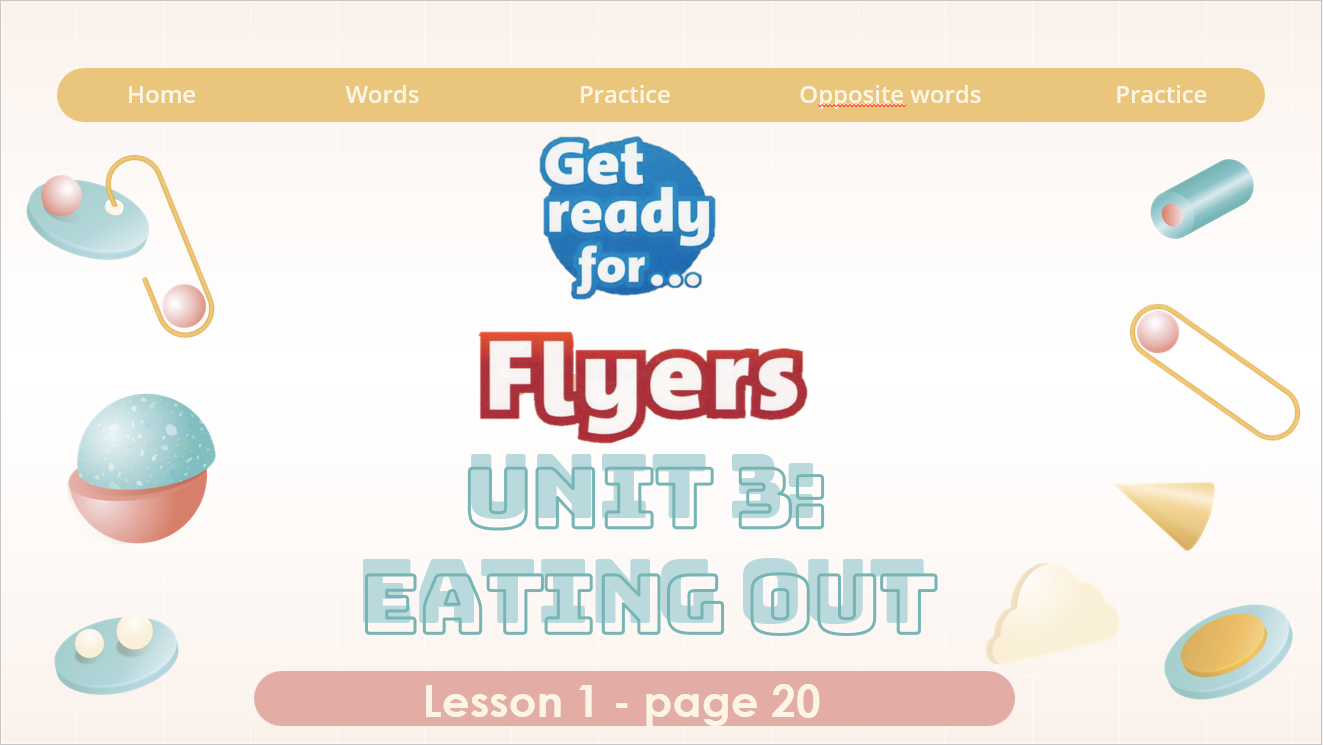 Home Words Practice Opposite words Practice
Get
ready
for...
Flyers
UNIT 3:
EATING OUT
Lesson 1 - page 20